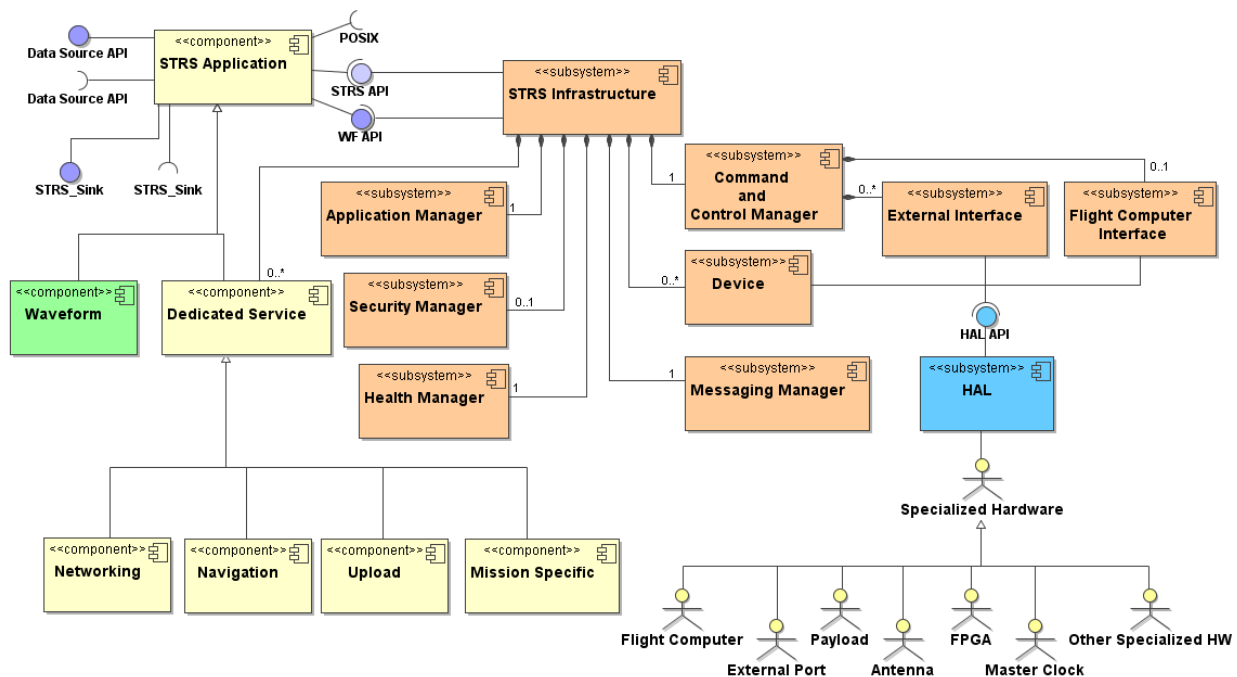 <<component>>
STRS Application
Data Source API
Data Source API
STRS_Sink
STRS_Sink
POSIX
STRS API
WF API
<<subsystem>>
STRS Infrastructure
<<subsystem>>
Application Manager
1
<<subsystem>>
Security Manager
0..1
<<subsystem>>
Health Manager
1
<<subsystem>>
Command
and
Control Manager
1
0..*
0..1
<<subsystem>>
External Interface
<<subsystem>>
Flight Computer
Interface
<<subsystem>>
Device
0..*
<<subsystem>>
Messaging Manager
1
HAL API
<<subsystem>>
HAL
<<component>>
Waveform
0..*
<<component>>
Dedicated Service
<<component>>
Networking
<<component>>
Navigation
<<component>>
Upload
<<component>>
Mission Specific
Specialized Hardware
Flight Computer
External Port
Payload
Antenna
FPGA
Master Clock
Other Specialized HW